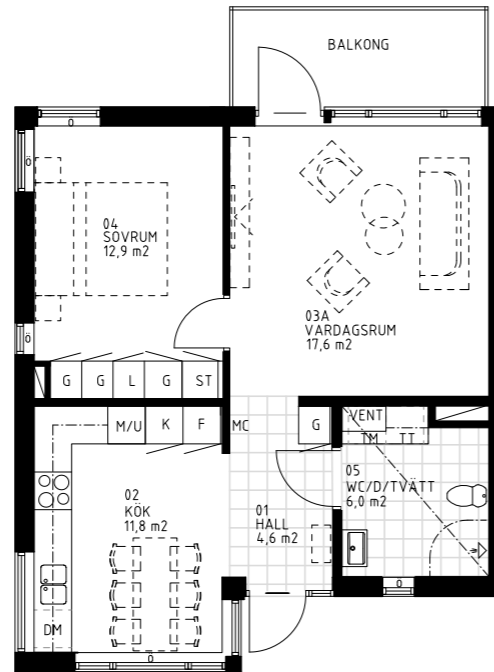 BALKONG
Ö
Ö
04
SOVRUM
12,9 m2
03A
VARDAGSRUM
17,6 m2
Ö
G G L G ST
M/U K F MC G VENT
TM TT
05
WC/D/TVÄTT
6,0 m2
02
KÖK
11,8 m2
01
HALL
4,6 m2
Ö
DM
Ö